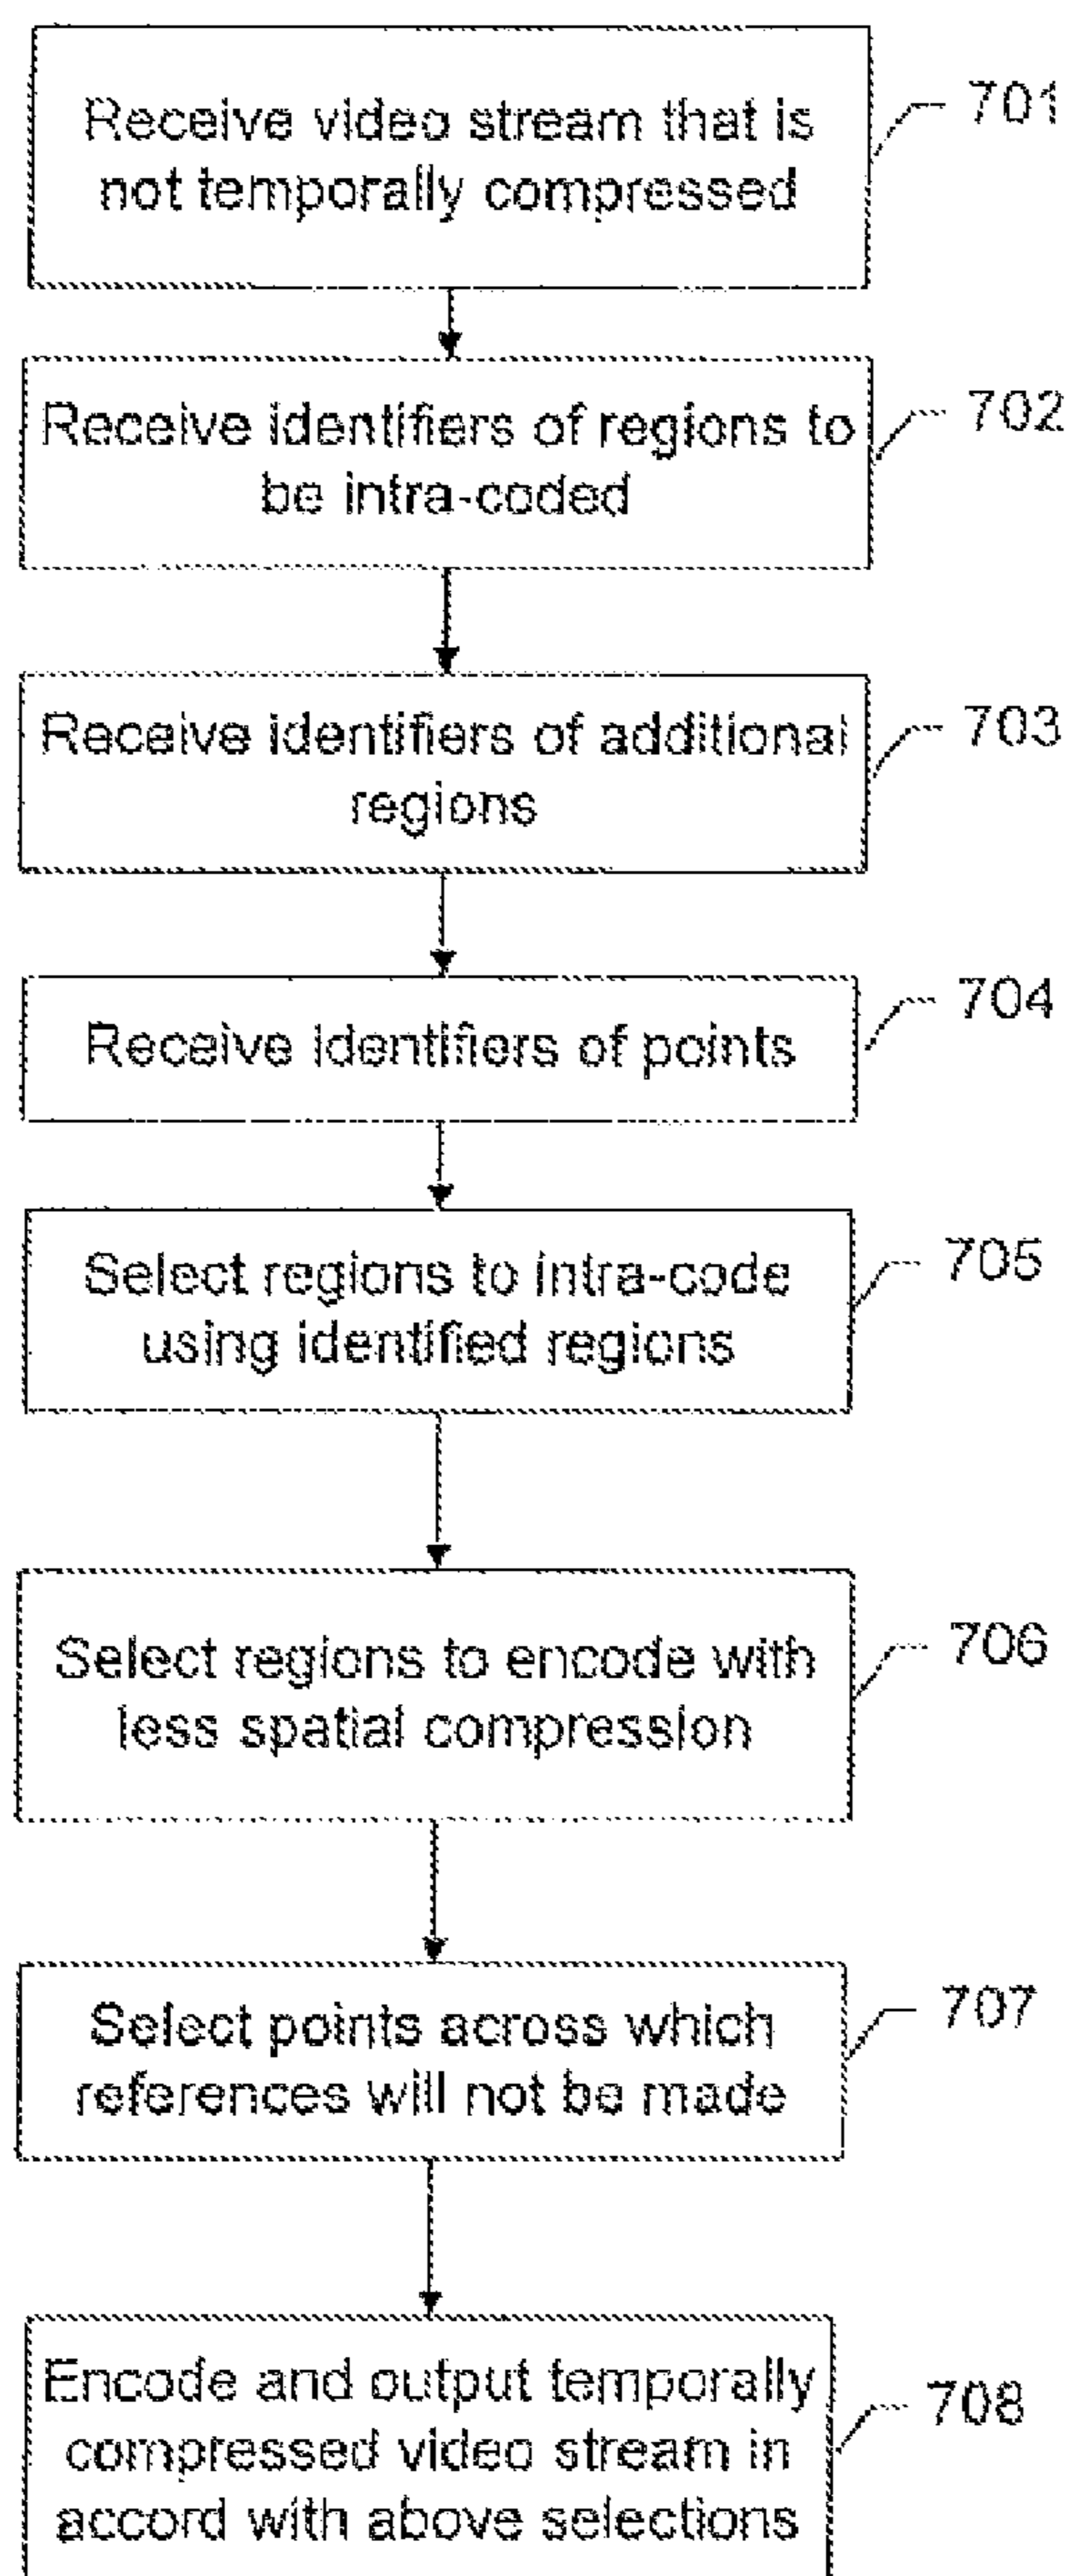 Receive video stream that is
not temporally compressed
701
Receive identifiers of regions to
be intra-coded
702
Receive identifiers of additional
regions
703
Receive identifiers of points
704
Select regions to intra-code
using identified regions
705
Select regions to encode with
less spatial compression
706
Select points across which
references will not be made
707
Encode and output temporally
compressed video stream in
accord with above selections
708